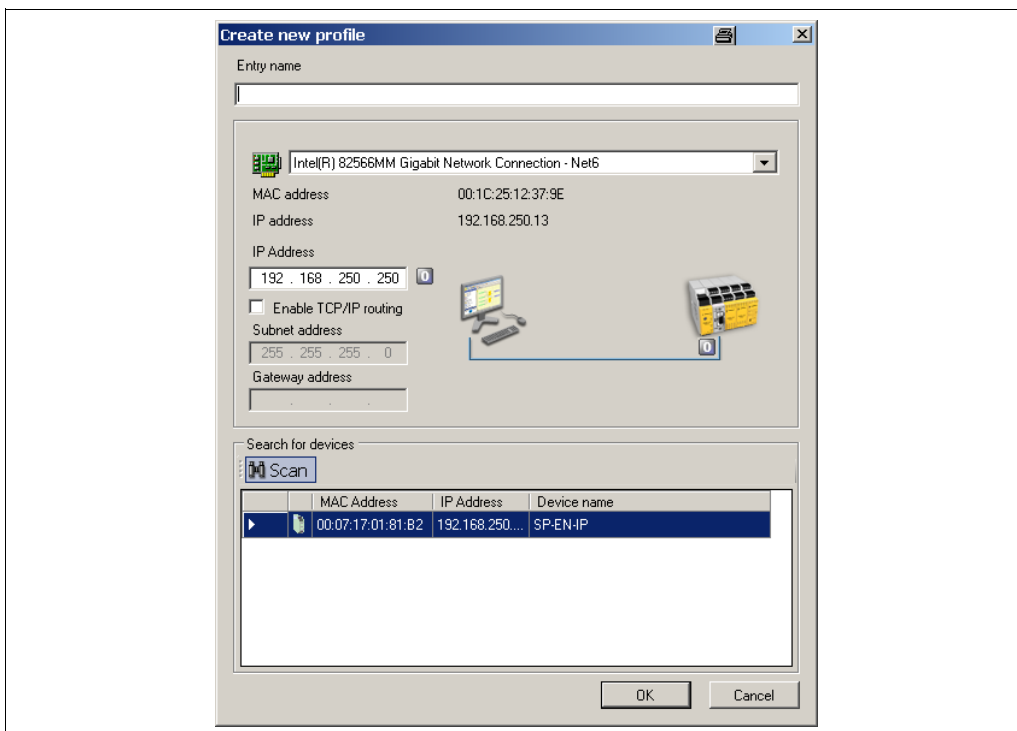 Create new profile
Entry name
Intel(R) 82566MM Gigabit Network Connection - Net6
MAC address 00:1C:25:12:37:9E
IP address 192.168.250.13
IP Address
192 . 168 . 250 . 250 0
Enable TCP/IP routing
Subnet address
255 . 255 . 255 . 0
0
Gateway address
. . .
Search for devices
Scan
MAC Address IP Address Device name
00:07:17:01:81:B2 192.168.250.... SP-EN-IP
OK Cancel